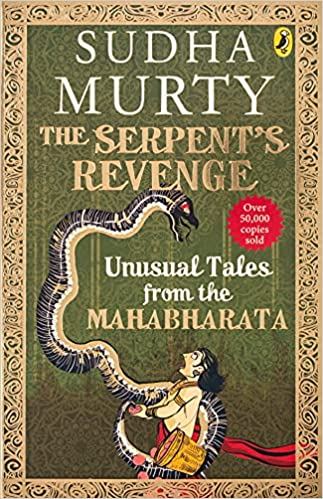 SUDHA
MURTY
THE SERPENT'S
REVENGE
Over
50,000
copies
sold
Unusual Tales
from the
MAHABHARATA